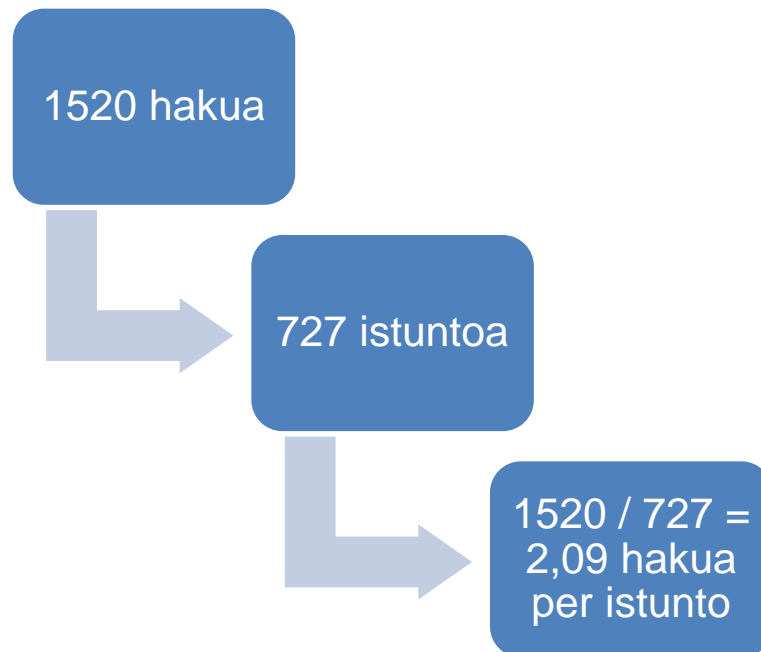 1520 hakua
727 istuntoa
1520 / 727 =
2,09 hakua
per istunto